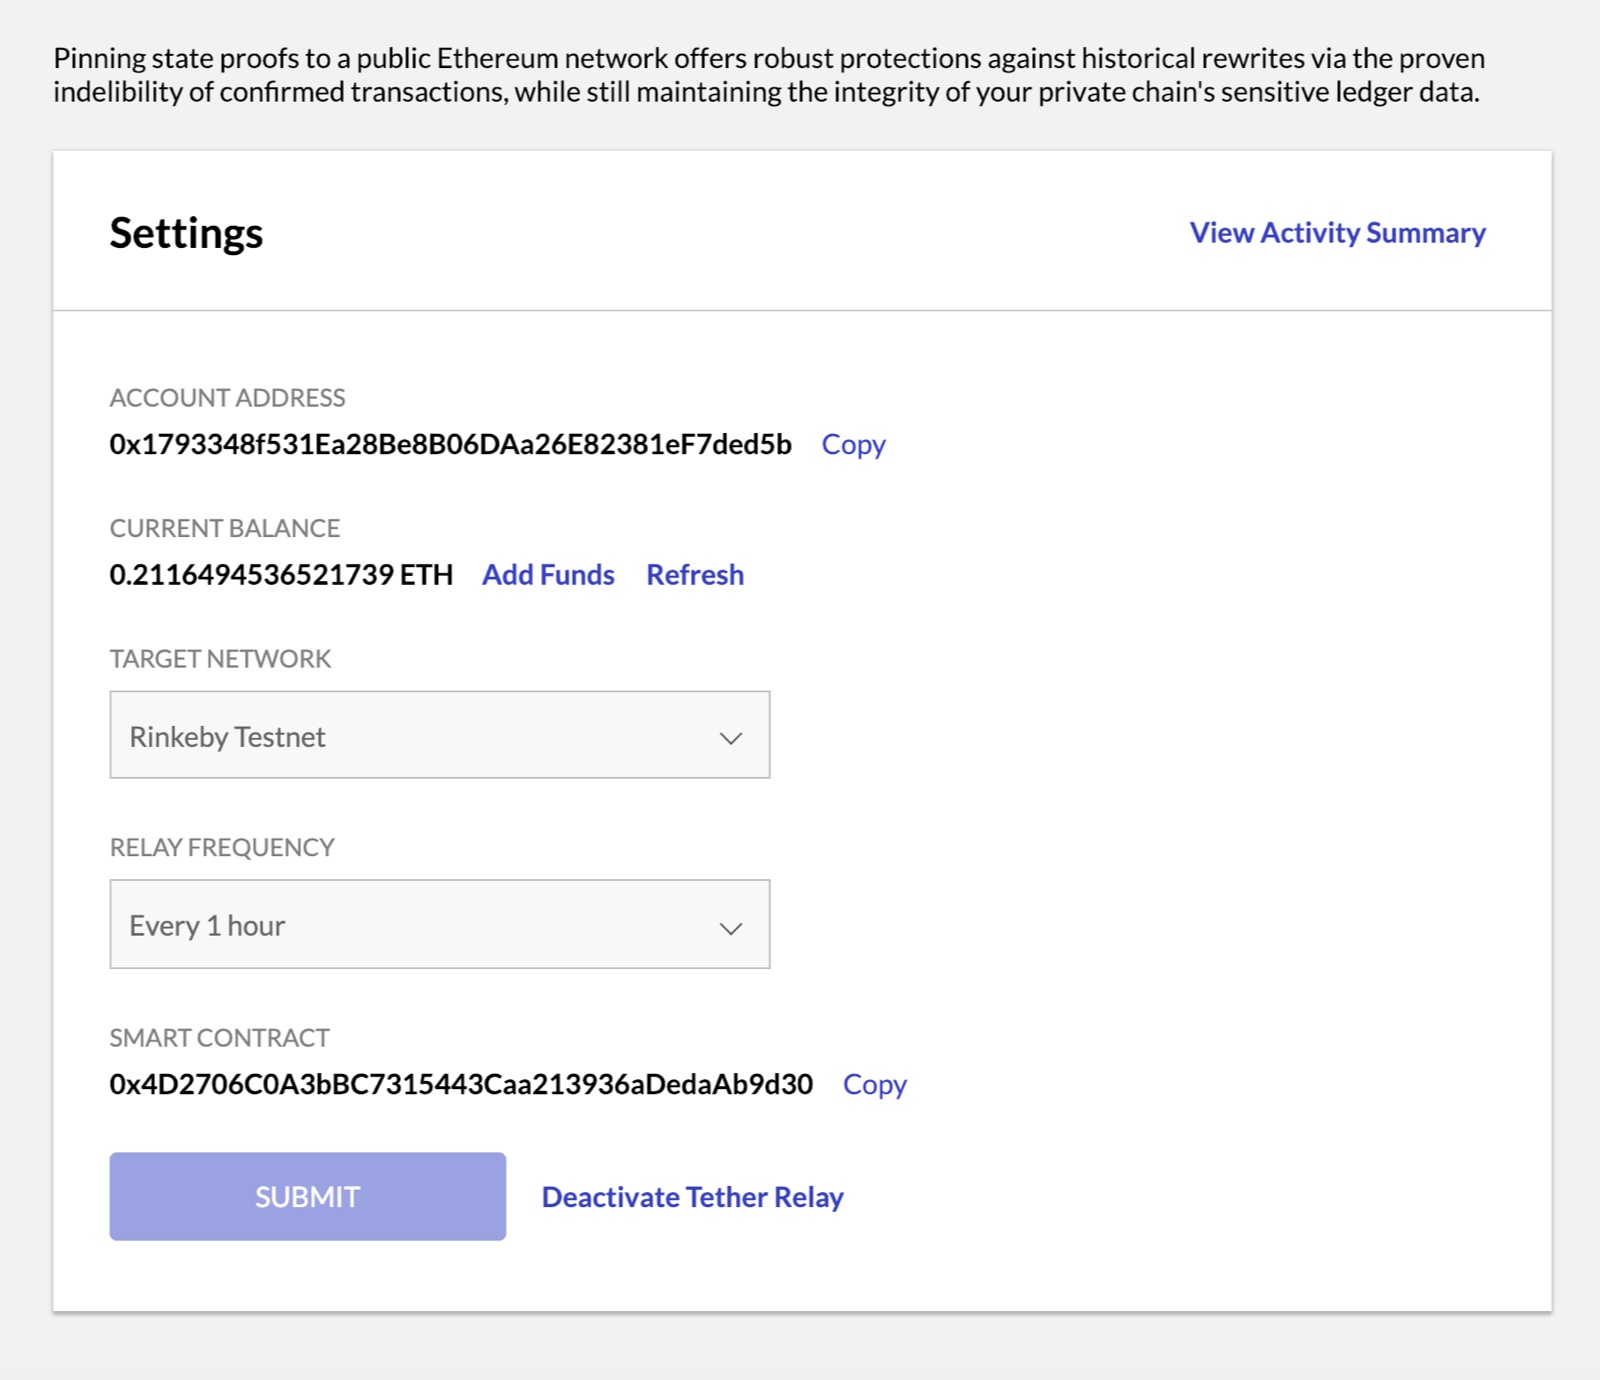 Pinning state proofs to a public Ethereum network offers robust protections against historical rewrites via the proven
indelibility of confirmed transactions, while still maintaining the integrity of your private chain's sensitive ledger data.
Settings
View Activity Summary
ACCOUNT ADDRESS
0x1793348f531Ea28Be8B06DAa26E82381eF7ded5b Copy
CURRENT BALANCE
0.2116494536521739 ETH Add Funds Refresh
TARGET NETWORK
Rinkeby Testnet
RELAY FREQUENCY
Every 1 hour
SMART CONTRACT
0x4D2706C0A3bBC7315443Caa213936aDedaAb9d30 Copy
SUBMIT Deactivate Tether Relay